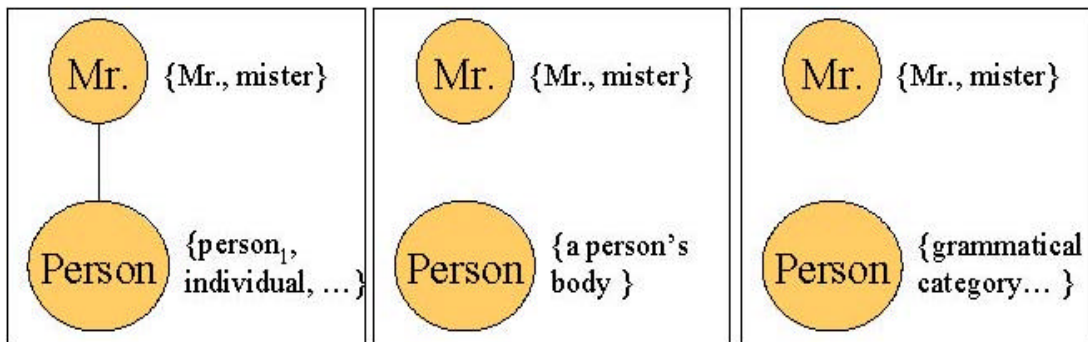 Mr. {Mr., mister}
Person {person₁,
individual, … }
Mr. {Mr., mister}
Person {a person’s
body }
Mr. {Mr., mister}
Person {grammatical
category… }